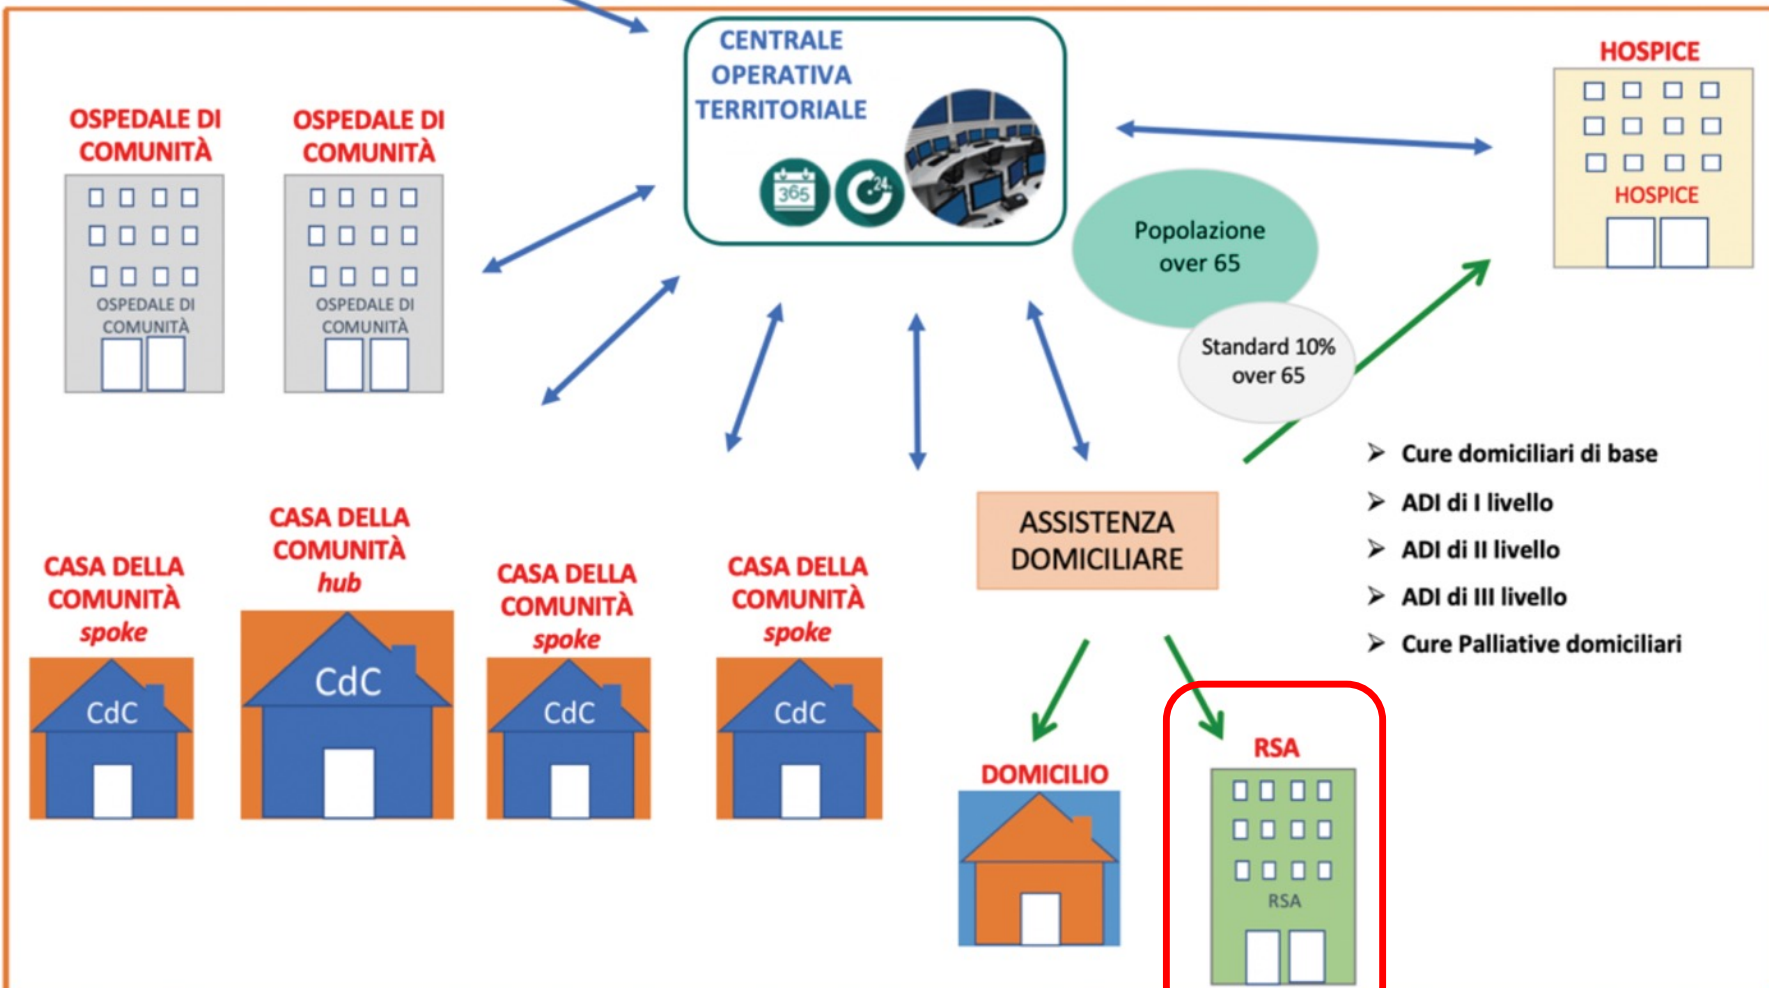 CENTRALE
OPERATIVA
TERRITORIALE
365
24h
HOSPICE
HOSPICE
OSPEDALE DI
COMUNITÀ
OSPEDALE DI
COMUNITÀ
OSPEDALE DI
COMUNITÀ
OSPEDALE DI
COMUNITÀ
Popolazione
over 65
Standard 10%
over 65
Cure domiciliari di base
ADI di I livello
ADI di II livello
ADI di III livello
Cure Palliative domiciliari
ASSISTENZA
DOMICILIARE
CASA DELLA
COMUNITÀ
spoke
CdC
CASA DELLA
COMUNITÀ
hub
CdC
CASA DELLA
COMUNITÀ
spoke
CdC
CASA DELLA
COMUNITÀ
spoke
CdC
DOMICILIO
RSA
RSA